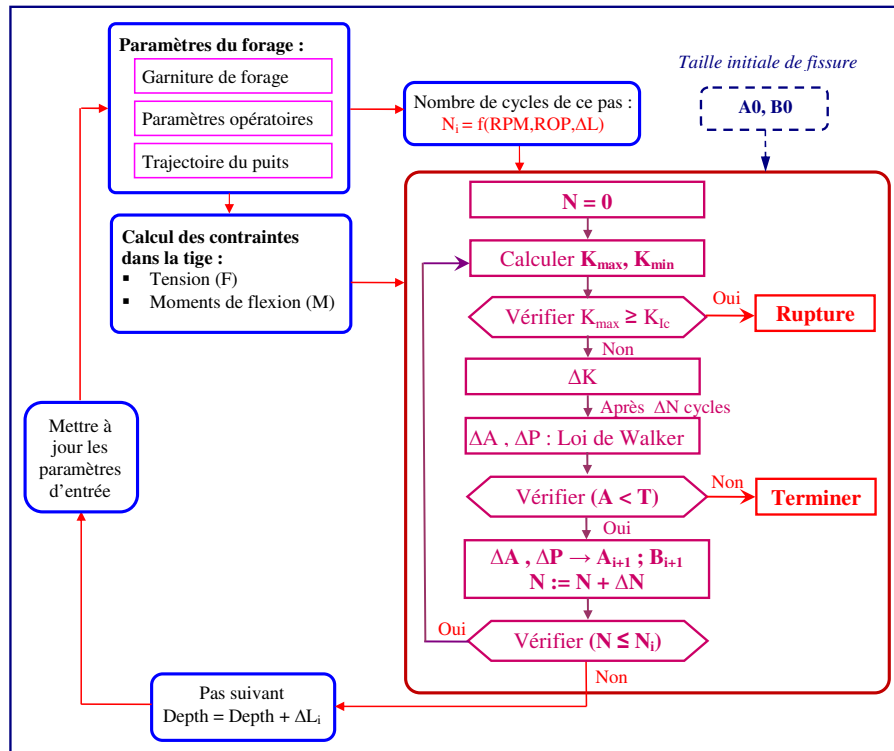 Paramètres du forage :
Garniture de forage
Paramètres opératoires
Trajectoire du puits
Nombre de cycles de ce pas :
Nᵢ = f(RPM,ROP,ΔL)
Taille initiale de fissure
A0, B0
Calcul des contraintes
dans la tige :
▪ Tension (F)
▪ Moments de flexion (M)
N = 0
Calculer Kmax, Kmin
Vérifier Kmax ≥ KIc
Oui
Rupture
Non
ΔK
Après ΔN cycles
ΔA , ΔP : Loi de Walker
Vérifier (A < T)
Non
Terminer
Oui
ΔA , ΔP → Ai+1 ; Bi+1
N := N + ΔN
Vérifier (N ≤ Ni)
Oui
Non
Mettre à
jour les
paramètres
d'entrée
Pas suivant
Depth = Depth + ΔLi